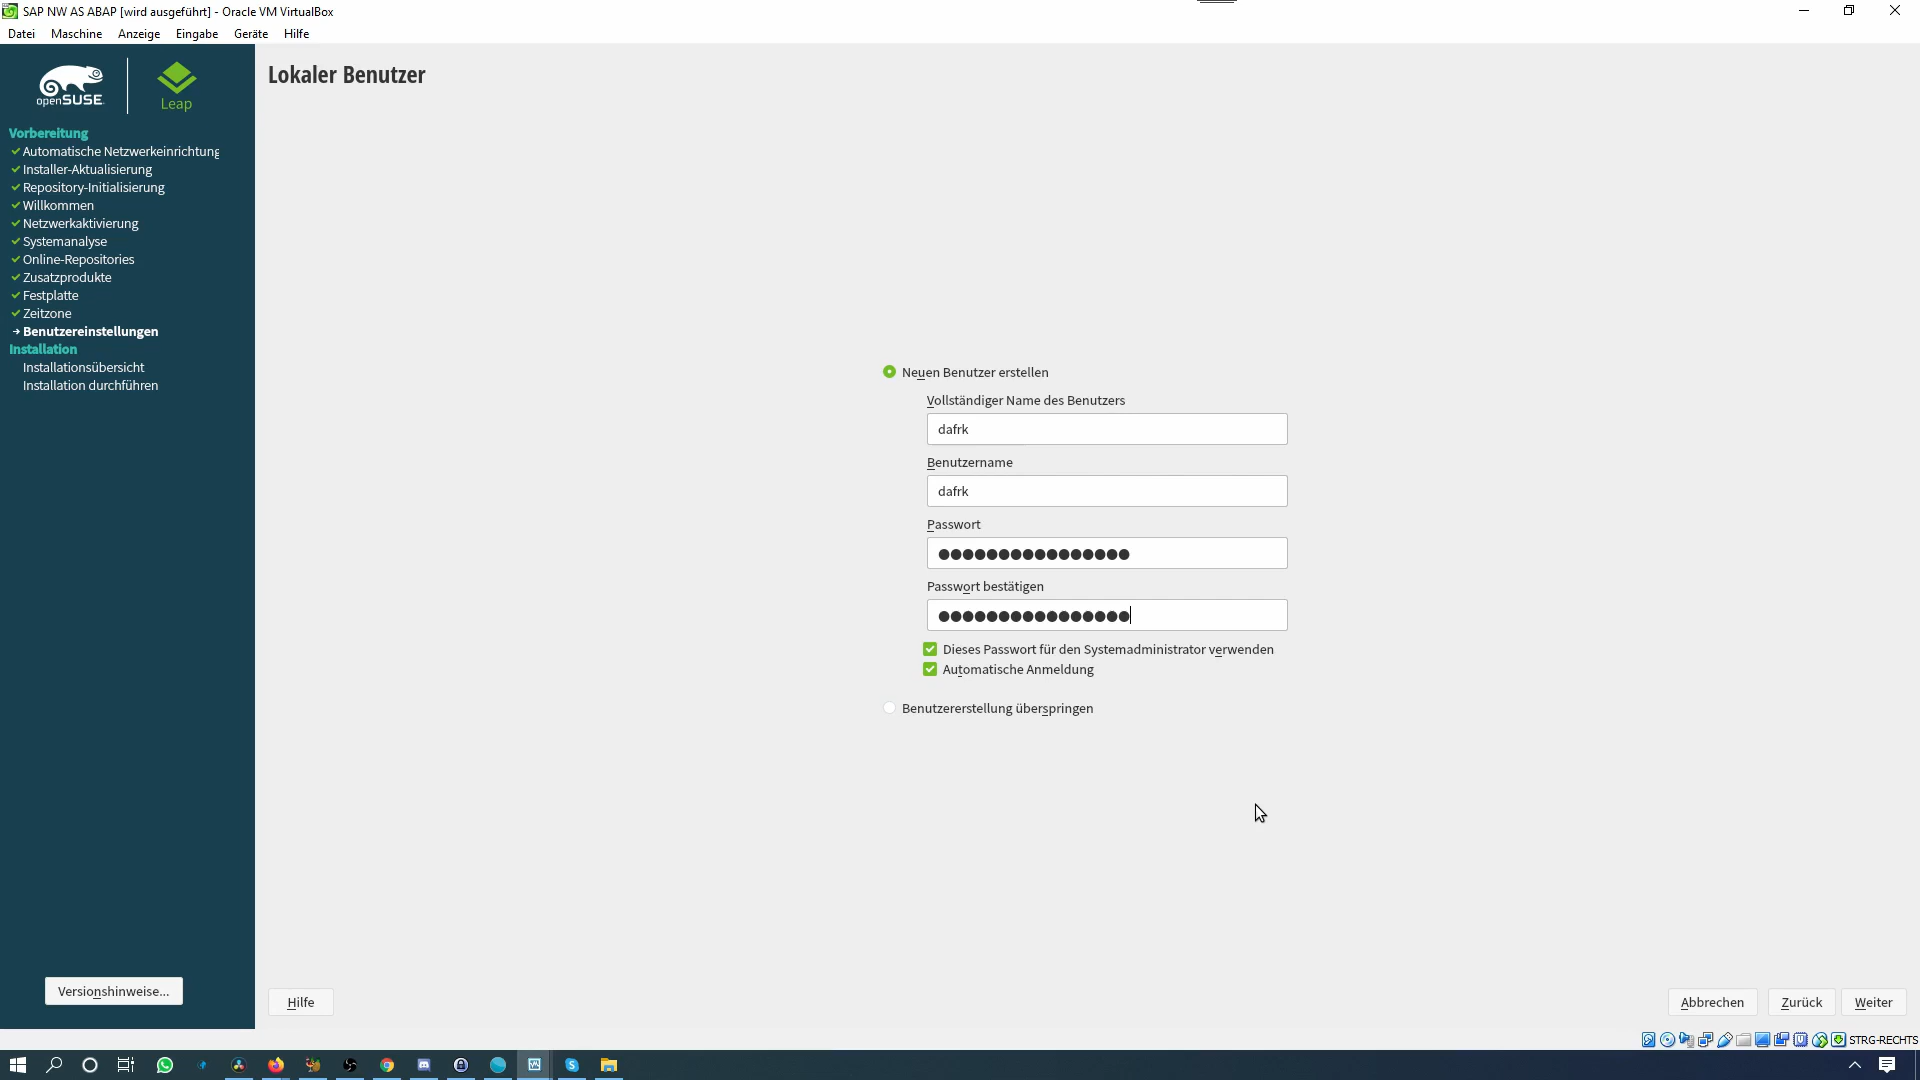 SAP NW AS ABAP [wird ausgeführt] - Oracle VM VirtualBox
Datei Maschine Anzeige Eingabe Geräte Hilfe
openSUSE Leap
Lokaler Benutzer
Vorbereitung
Automatische Netzwerkeinrichtung
Installer-Aktualisierung
Repository-Initialisierung
Willkommen
Netzwerkaktivierung
Systemanalyse
Online-Repositories
Zusatzprodukte
Festplatte
Zeitzone
Benutzereinstellungen
Installation
Installationsübersicht
Installation durchführen
Neuen Benutzer erstellen
Vollständiger Name des Benutzers
dafrk
Benutzername
dafrk
Passwort
●●●●●●●●●●●●●●●●
Passwort bestätigen
●●●●●●●●●●●●●●●●
Dieses Passwort für den Systemadministrator verwenden
Automatische Anmeldung
Benutzererstellung überspringen
Versionshinweise...
Hilfe Abbrechen Zurück Weiter
STRG-RECHTS